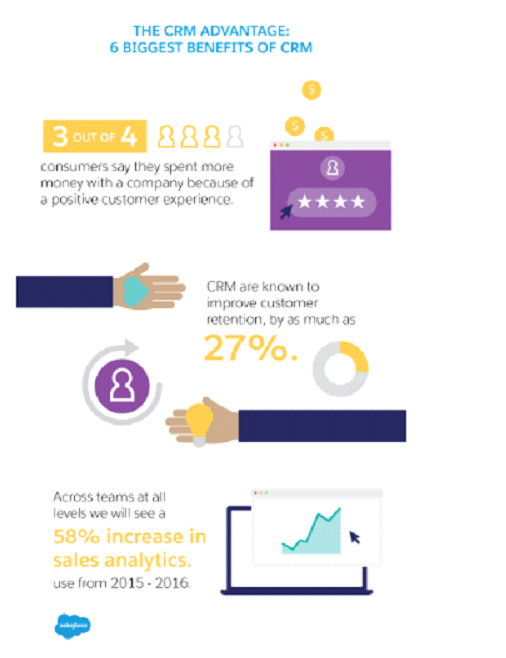 THE CRM ADVANTAGE:
6 BIGGEST BENEFITS OF CRM
3 OUT OF 4
consumers say they spent more
money with a company because of
a positive customer experience.
CRM are known to
improve customer
retention, by as much as
27%.
Across teams at all
levels we will see a
58% increase in
sales analytics.
use from 2015 - 2016.
salesforce